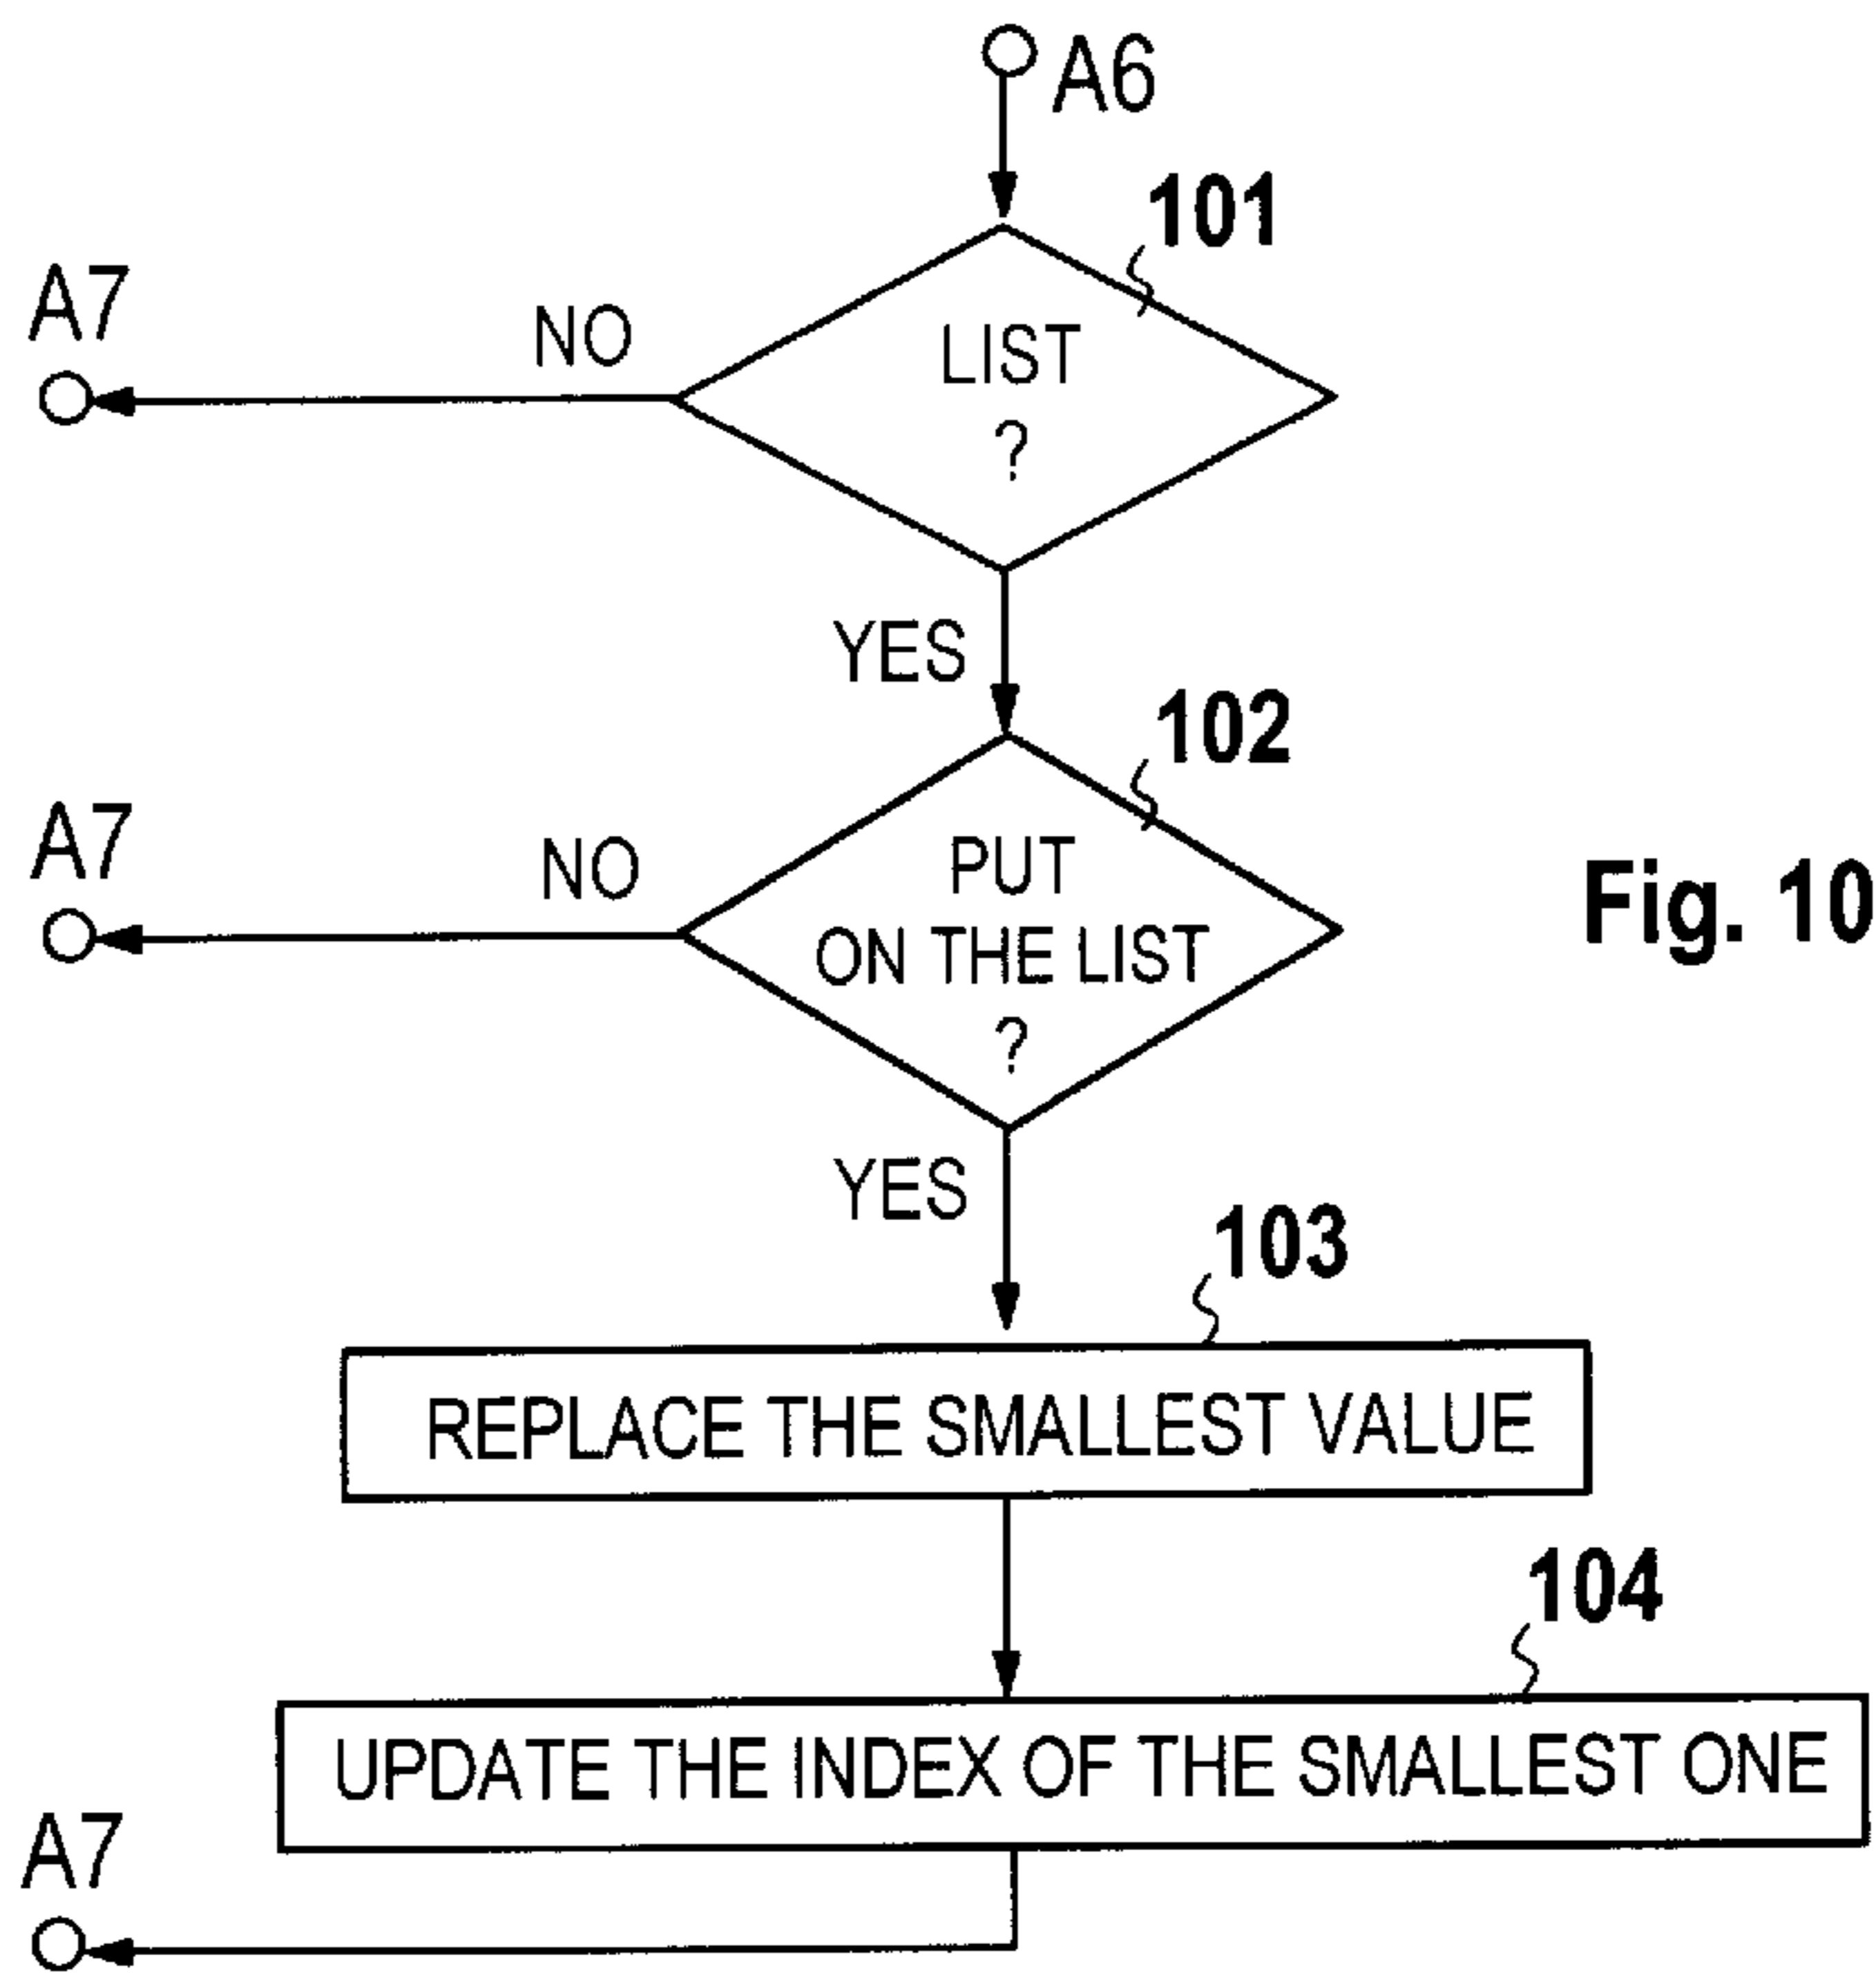 A6
101
A7
NO
LIST
?
YES
102
A7
NO
PUT
ON THE LIST
?
Fig. 10
YES
103
REPLACE THE SMALLEST VALUE
104
UPDATE THE INDEX OF THE SMALLEST ONE
A7